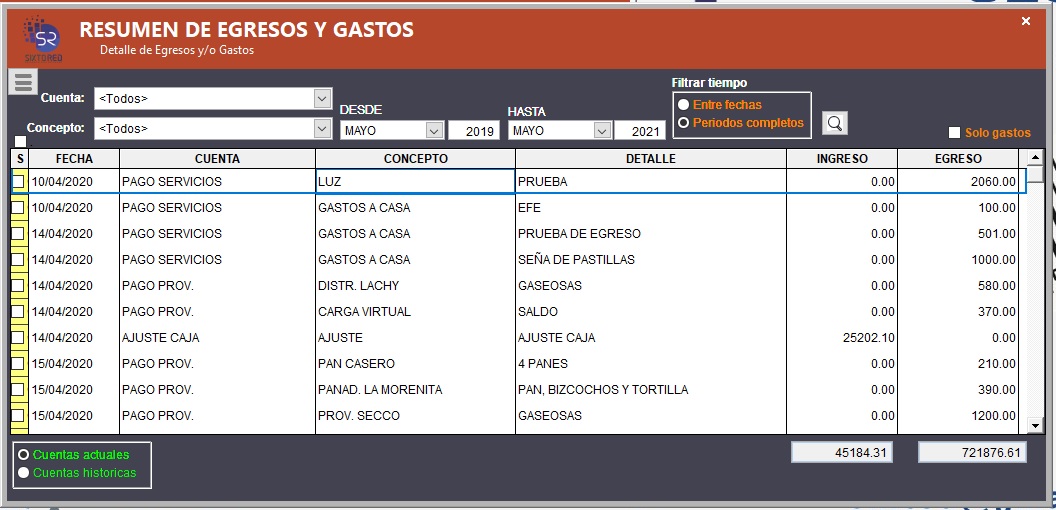 RESUMEN DE EGRESOS Y GASTOS
Detalle de Egresos y/o Gastos
SR
SIXTORED
Cuenta: <Todos>
Concepto: <Todos>
DESDE
MAYO 2019
HASTA
MAYO 2021
Filtrar tiempo
Entre fechas
Periodos completos
Solo gastos
S FECHA CUENTA CONCEPTO DETALLE INGRESO EGRESO
10/04/2020 PAGO SERVICIOS LUZ PRUEBA 0.00 2060.00
10/04/2020 PAGO SERVICIOS GASTOS A CASA EFE 0.00 100.00
14/04/2020 PAGO SERVICIOS GASTOS A CASA PRUEBA DE EGRESO 0.00 501.00
14/04/2020 PAGO SERVICIOS GASTOS A CASA SEÑA DE PASTILLAS 0.00 1000.00
14/04/2020 PAGO PROV. DISTR. LACHY GASEOSAS 0.00 580.00
14/04/2020 PAGO PROV. CARGA VIRTUAL SALDO 0.00 370.00
14/04/2020 AJUSTE CAJA AJUSTE AJUSTE CAJA 25202.10 0.00
15/04/2020 PAGO PROV. PAN CASERO 4 PANES 0.00 210.00
15/04/2020 PAGO PROV. PANAD. LA MORENITA PAN, BIZCOCHOS Y TORTILLA 0.00 390.00
15/04/2020 PAGO PROV. PROV. SECCO GASEOSAS 0.00 1200.00
Cuentas actuales
Cuentas historicas
45184.31 721876.61